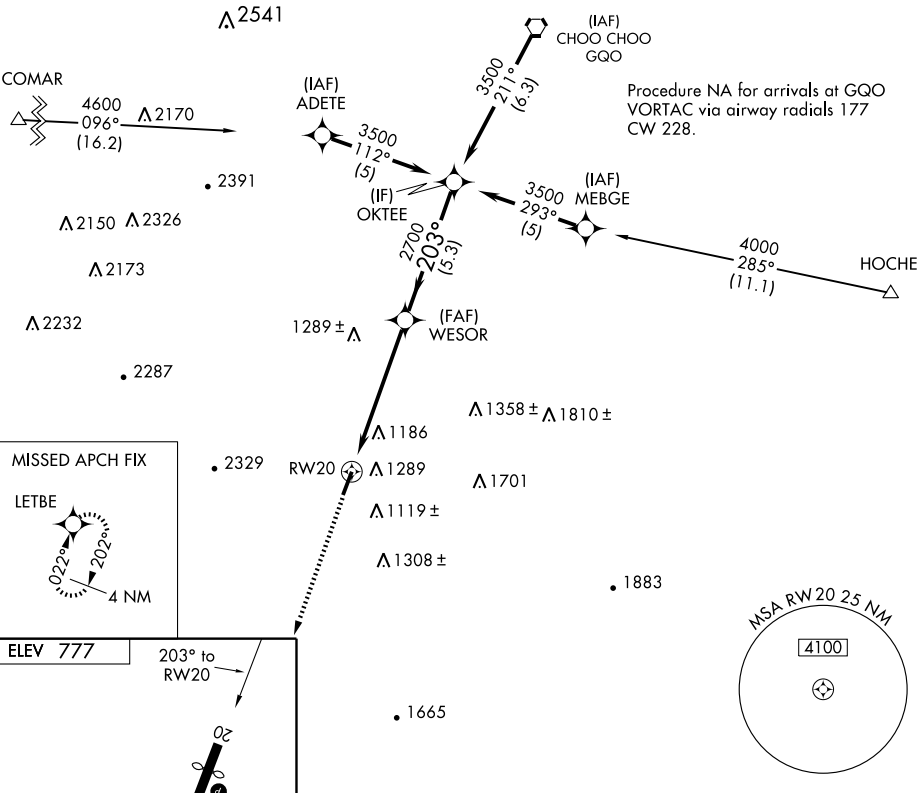 2541
(IAF)
CHOO CHOO
GQO
COMAR
4600
096°
(16.2)
2170
(IAF)
ADETE
3500
211°
(6.3)
Procedure NA for arrivals at GQO
VORTAC via airway radials 177
CW 228.
3500
112°
(5)
2391
(IF)
OKTEE
3500
293°
(5)
(IAF)
MEBGE
2150
2326
2700
203°
(5.3)
4000
285°
(11.1)
HOCHE
2173
2232
1289 ±
(FAF)
WESOR
2287
1358 ±
1810 ±
1186
MISSED APCH FIX
2329
RW20
1289
1701
LETBE
1119 ±
022°
202°
4 NM
1308 ±
1883
MSA RW20 25 NM
4100
ELEV 777
203° to
RW20
1665
20
P